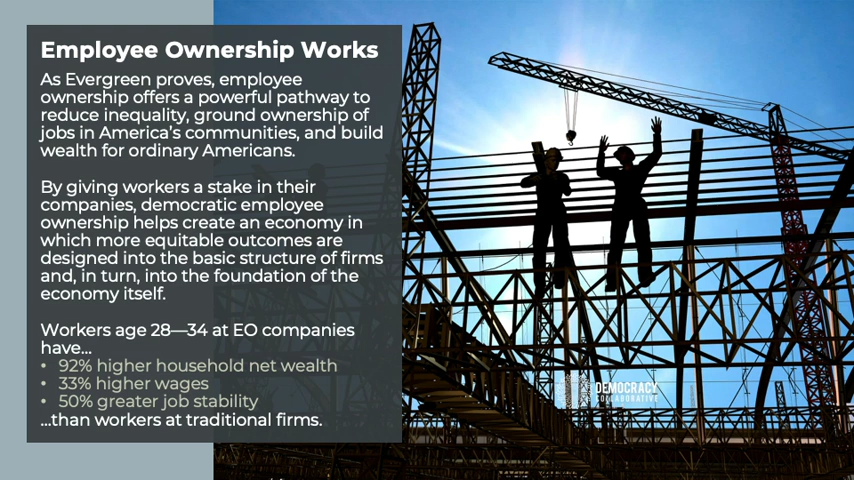 Employee Ownership Works
As Evergreen proves, employee
ownership offers a powerful pathway to
reduce inequality, ground ownership of
jobs in America's communities, and build
wealth for ordinary Americans.
By giving workers a stake in their
companies, democratic employee
ownership helps create an economy in
which more equitable outcomes are
designed into the basic structure of firms
and, in turn, into the foundation of the
economy itself.
Workers age 28—34 at EO companies
have...
• 92% higher household net wealth
• 33% higher wages
• 50% greater job stability
...than workers at traditional firms.
DEMOCRACY
COLLABORATIVE